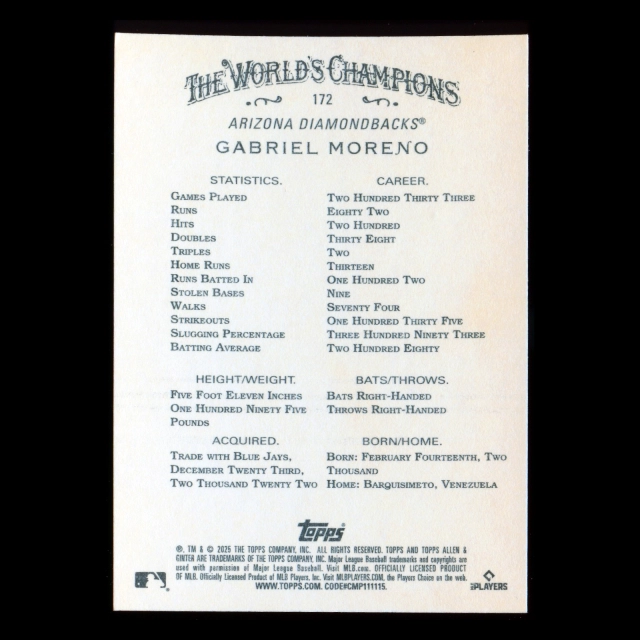 THE WORLD'S CHAMPIONS
172
ARIZONA DIAMONDBACKS®
GABRIEL MORENO
STATISTICS. CAREER.
GAMES PLAYED TWO HUNDRED THIRTY THREE
RUNS EIGHTY TWO
HITS TWO HUNDRED
DOUBLES THIRTY EIGHT
TRIPLES TWO
HOME RUNS THIRTEEN
RUNS BATTED IN ONE HUNDRED TWO
STOLEN BASES NINE
WALKS SEVENTY FOUR
STRIKEOUTS ONE HUNDRED THIRTY FIVE
SLUGGING PERCENTAGE THREE HUNDRED NINETY THREE
BATTING AVERAGE TWO HUNDRED EIGHTY
HEIGHT/WEIGHT. BATS/THROWS.
FIVE FOOT ELEVEN INCHES BATS RIGHT-HANDED
ONE HUNDRED NINETY FIVE THROWS RIGHT-HANDED
POUNDS
ACQUIRED. BORN/HOME.
TRADE WITH BLUE JAYS, BORN: FEBRUARY FOURTEENTH, TWO
DECEMBER TWENTY THIRD, THOUSAND
TWO THOUSAND TWENTY TWO HOME: BARQUISIMETO, VENEZUELA
Topps
®, TM & © 2025 THE TOPPS COMPANY, INC. ALL RIGHTS RESERVED. TOPPS AND TOPPS ALLEN &
GINTER ARE TRADEMARKS OF THE TOPPS COMPANY, INC. Major League Baseball trademarks and copyrights are
used with permission of Major League Baseball. Visit MLB.com. OFFICIALLY LICENSED PRODUCT
OF MLB. Officially Licensed Product of MLB Players, Inc. Visit MLBPLAYERS.COM, the Players Choice on the web.
WWW.TOPPS.COM. CODE#CMP111115.
PLAYERS